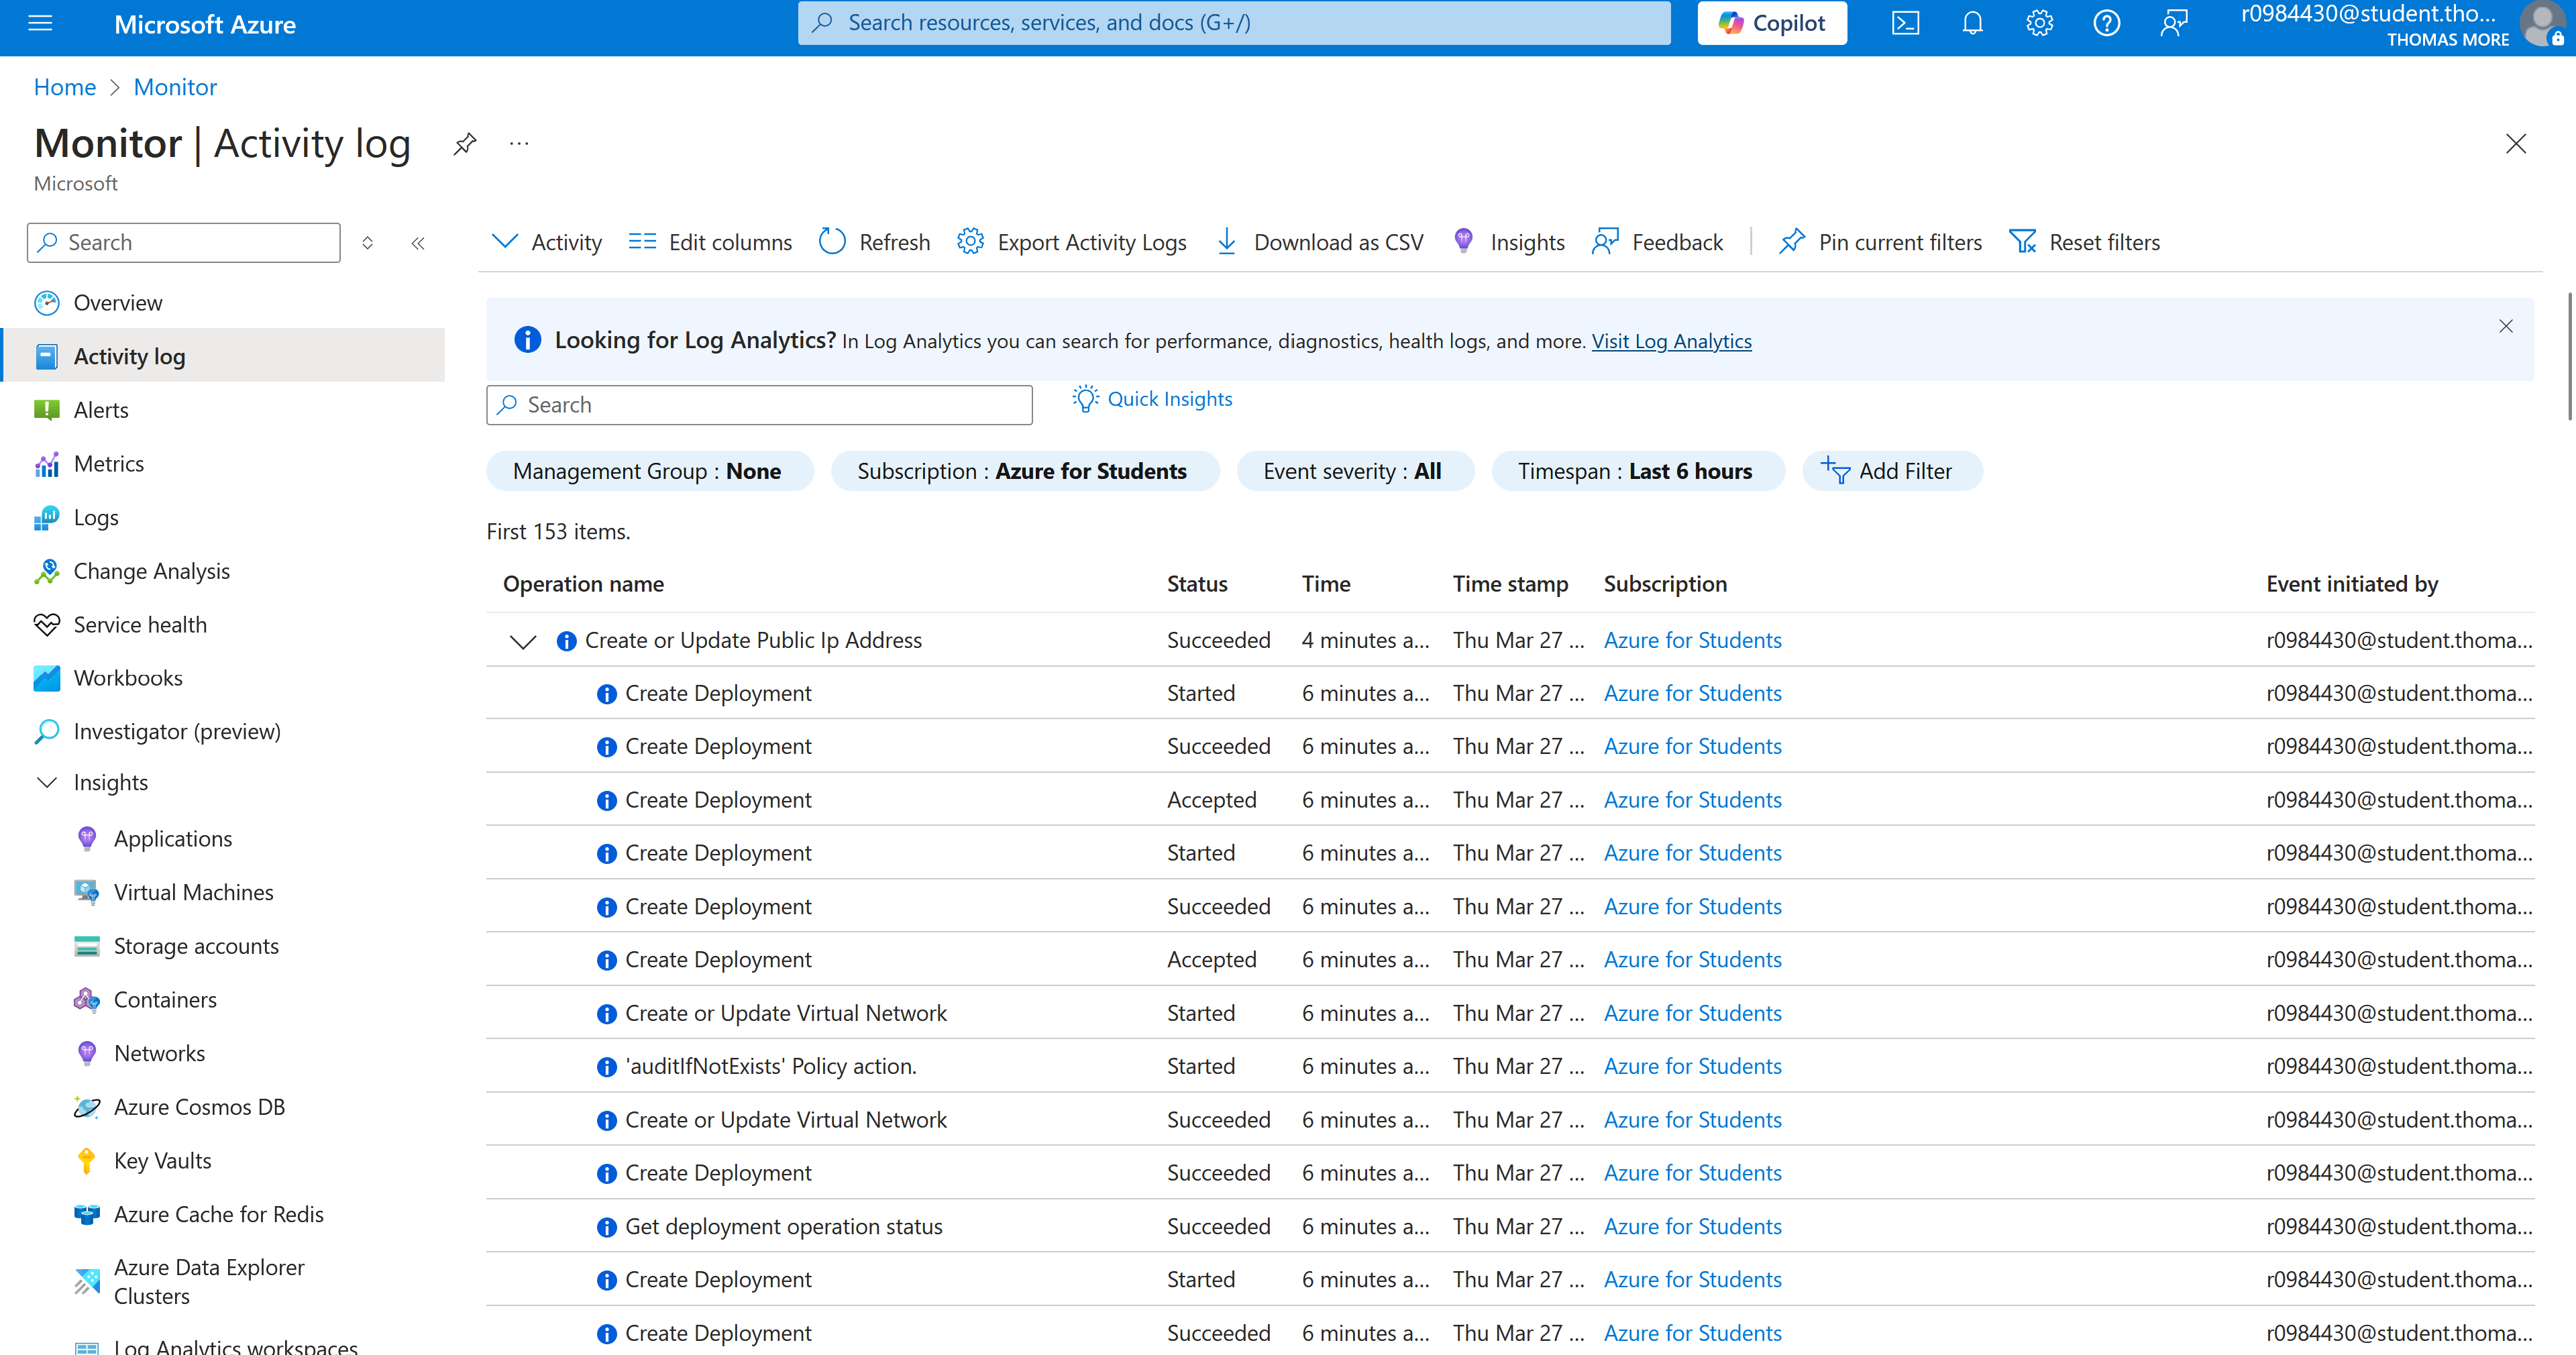 Microsoft Azure
Search resources, services, and docs (G+/)
Copilot
r0984430@student.tho...
THOMAS MORE
Home > Monitor
Monitor | Activity log
...
Microsoft
Search
Activity
Edit columns
Refresh
Export Activity Logs
Download as CSV
Insights
Feedback
Pin current filters
Reset filters
Overview
Activity log
Alerts
Metrics
Logs
Change Analysis
Service health
Workbooks
Investigator (preview)
Insights
Applications
Virtual Machines
Storage accounts
Containers
Networks
Azure Cosmos DB
Key Vaults
Azure Cache for Redis
Azure Data Explorer
Clusters
Log Analytics workspaces
Looking for Log Analytics? In Log Analytics you can search for performance, diagnostics, health logs, and more. Visit Log Analytics
Search
Quick Insights
Management Group : None
Subscription : Azure for Students
Event severity : All
Timespan : Last 6 hours
Add Filter
First 153 items.
Operation name Status Time Time stamp Subscription Event initiated by
Create or Update Public Ip Address Succeeded 4 minutes a... Thu Mar 27 ... Azure for Students r0984430@student.thoma...
Create Deployment Started 6 minutes a... Thu Mar 27 ... Azure for Students r0984430@student.thoma...
Create Deployment Succeeded 6 minutes a... Thu Mar 27 ... Azure for Students r0984430@student.thoma...
Create Deployment Accepted 6 minutes a... Thu Mar 27 ... Azure for Students r0984430@student.thoma...
Create Deployment Started 6 minutes a... Thu Mar 27 ... Azure for Students r0984430@student.thoma...
Create Deployment Succeeded 6 minutes a... Thu Mar 27 ... Azure for Students r0984430@student.thoma...
Create Deployment Accepted 6 minutes a... Thu Mar 27 ... Azure for Students r0984430@student.thoma...
Create or Update Virtual Network Started 6 minutes a... Thu Mar 27 ... Azure for Students r0984430@student.thoma...
'auditIfNotExists' Policy action. Started 6 minutes a... Thu Mar 27 ... Azure for Students r0984430@student.thoma...
Create or Update Virtual Network Succeeded 6 minutes a... Thu Mar 27 ... Azure for Students r0984430@student.thoma...
Create Deployment Succeeded 6 minutes a... Thu Mar 27 ... Azure for Students r0984430@student.thoma...
Get deployment operation status Succeeded 6 minutes a... Thu Mar 27 ... Azure for Students r0984430@student.thoma...
Create Deployment Started 6 minutes a... Thu Mar 27 ... Azure for Students r0984430@student.thoma...
Create Deployment Succeeded 6 minutes a... Thu Mar 27 ... Azure for Students r0984430@student.thoma...